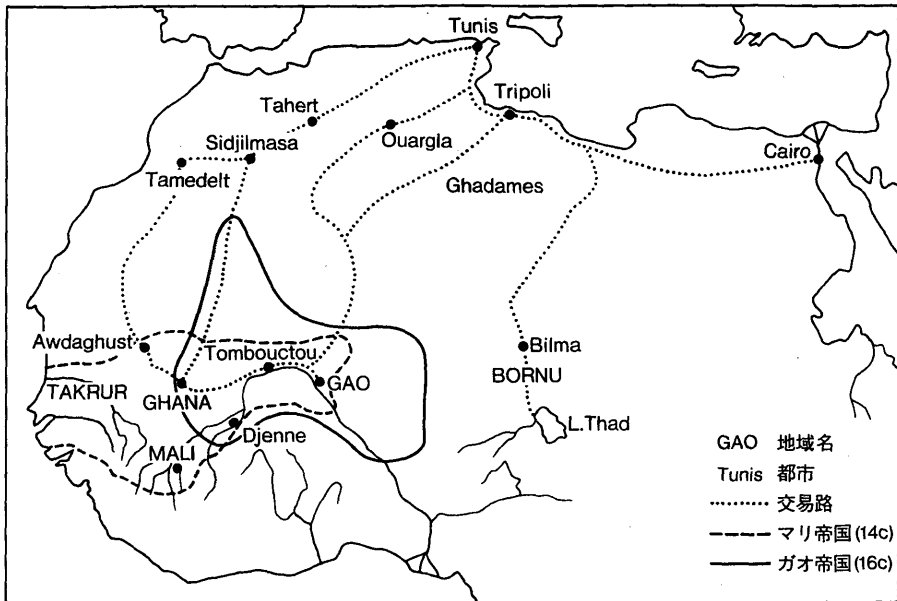 Tunis
Tripoli
Tahert
Ouargla
Sidjilmasa
Cairo
Tamedelt
Ghadames
Awdaghust
Tombouctou
Bilma
TAKRUR
GHANA
GAO
BORNU
L.Thad
Djenne
MALI
GAO 地域名
Tunis 都市
交易路
マリ帝国(14c)
ガオ帝国(16c)